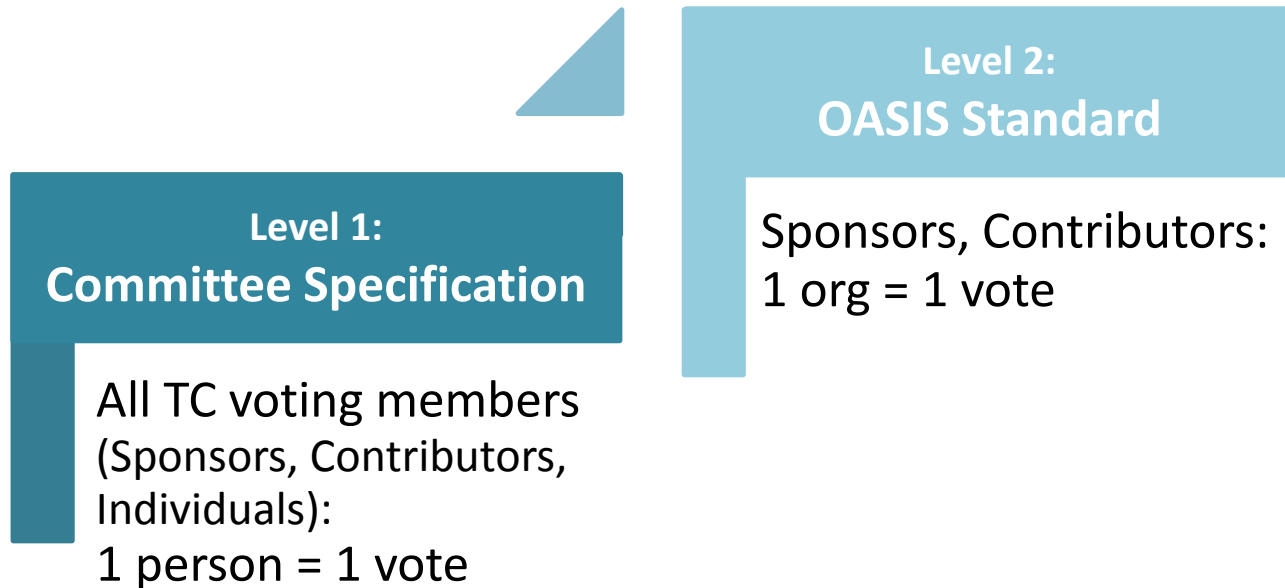 Level 1:
Committee Specification
All TC voting members
(Sponsors, Contributors,
Individuals):
1 person = 1 vote
Level 2:
OASIS Standard
Sponsors, Contributors:
1 org = 1 vote